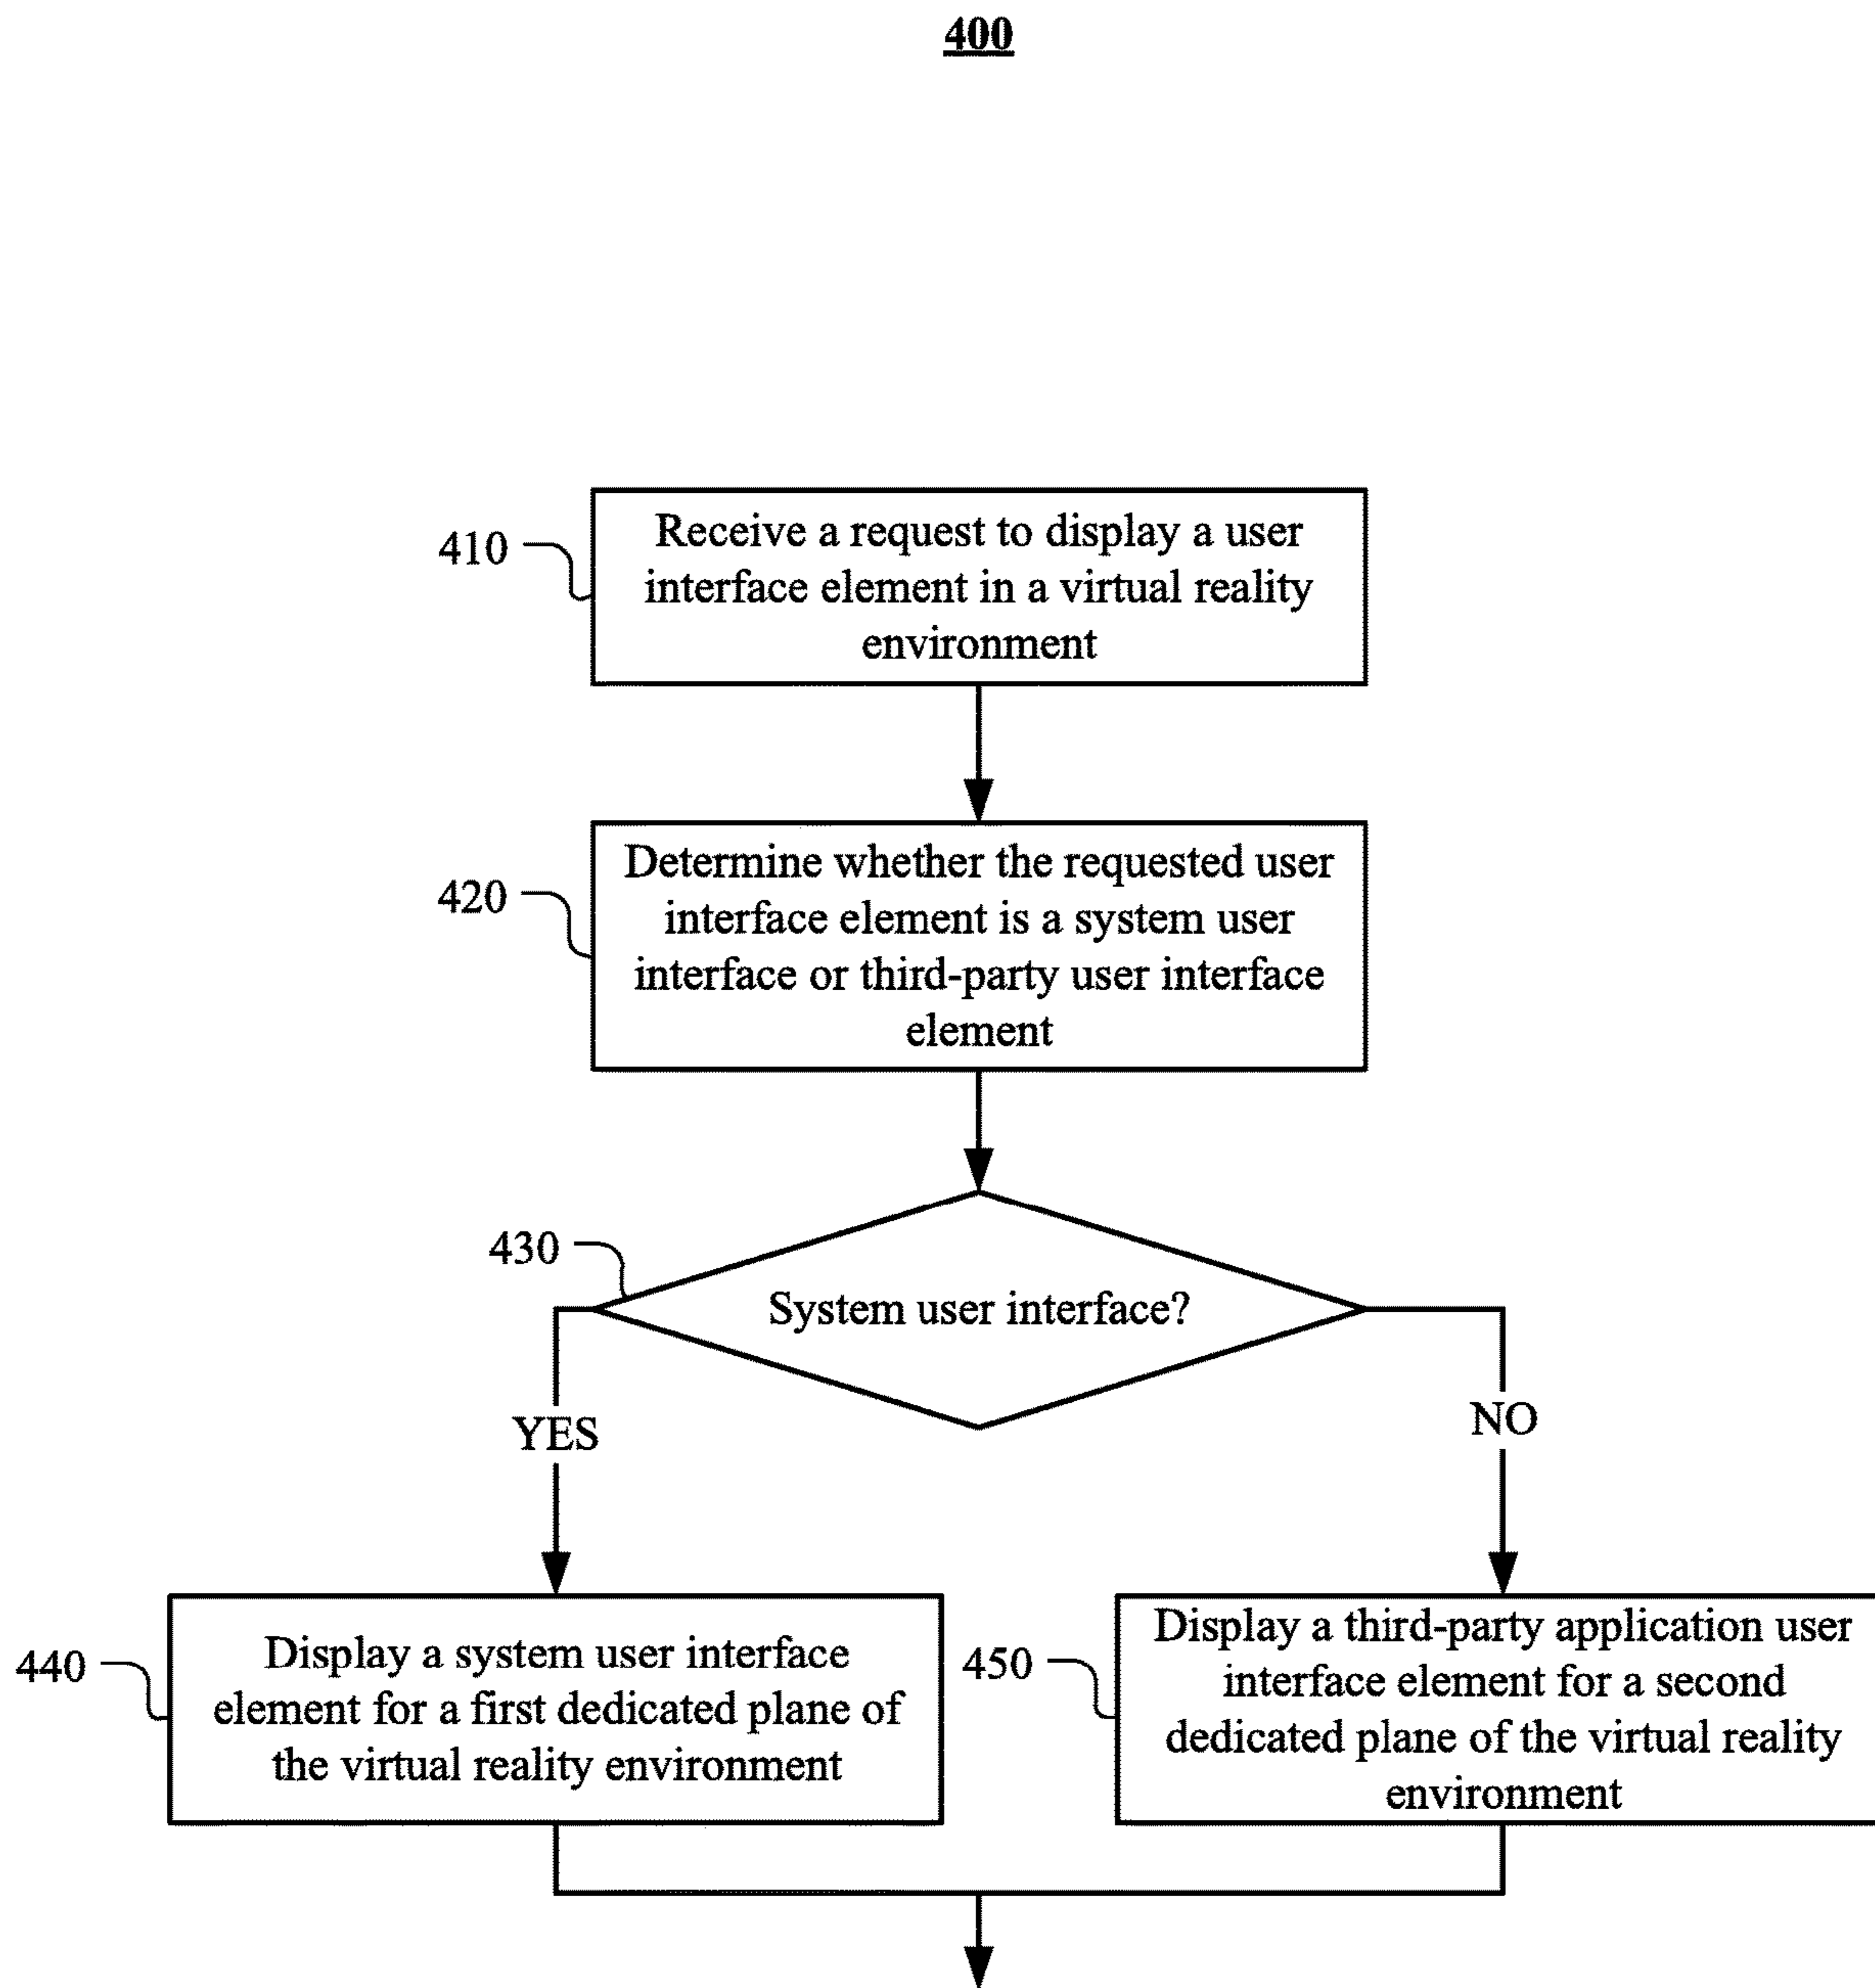 400
410
Receive a request to display a user
interface element in a virtual reality
environment
420
Determine whether the requested user
interface element is a system user
interface or third-party user interface
element
430
System user interface?
YES
NO
440
Display a system user interface
element for a first dedicated plane of
the virtual reality environment
450
Display a third-party application user
interface element for a second
dedicated plane of the virtual reality
environment